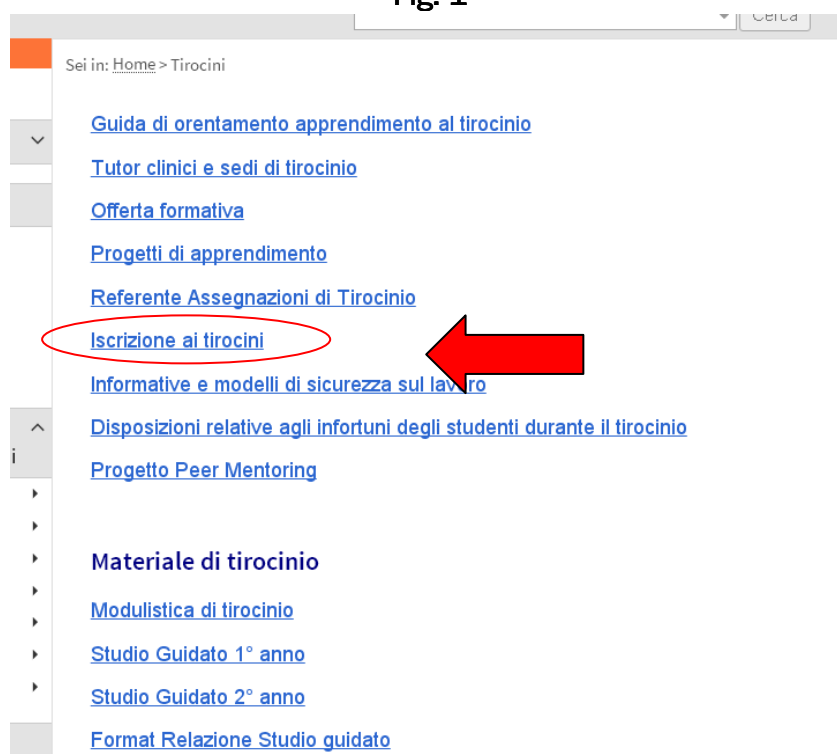 Fig. 1
Cerca
Sei in: Home > Tirocini
Guida di orentamento apprendimento al tirocinio
Tutor clinici e sedi di tirocinio
Offerta formativa
Progetti di apprendimento
Referente Assegnazioni di Tirocinio
Iscrizione ai tirocini
Informative e modelli di sicurezza sul lavoro
Disposizioni relative agli infortuni degli studenti durante il tirocinio
i
Progetto Peer Mentoring
Materiale di tirocinio
Modulistica di tirocinio
Studio Guidato 1° anno
Studio Guidato 2° anno
Format Relazione Studio guidato